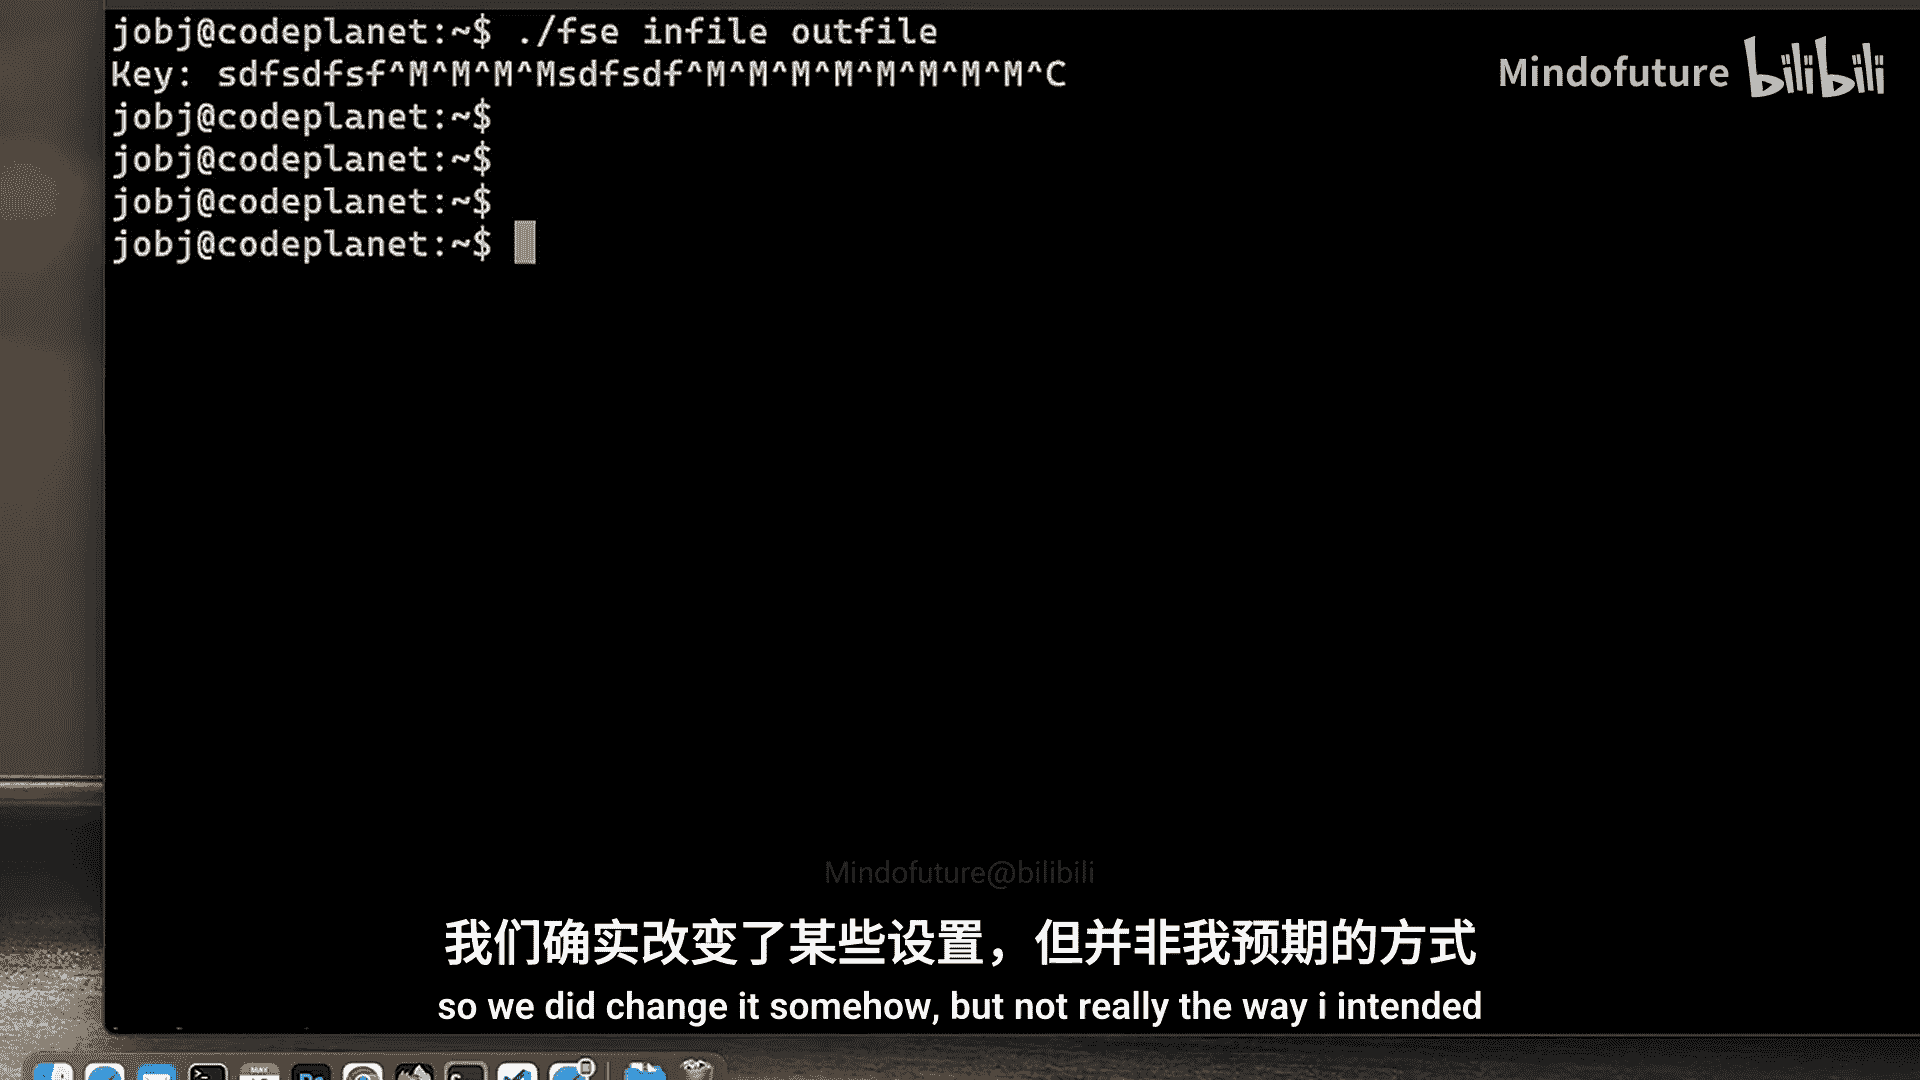 jobj@codeplanet:~$ ./fse infile outfile
Key: sdfsdfsf^M^M^M^Msdfsdf^M^M^M^M^M^M^M^M^C
jobj@codeplanet:~$
jobj@codeplanet:~$
jobj@codeplanet:~$
jobj@codeplanet:~$
Mindofuture bilibili
Mindofuture@bilibili
我们确实改变了某些设置，但并非我预期的方式
so we did change it somehow, but not really the way i intended